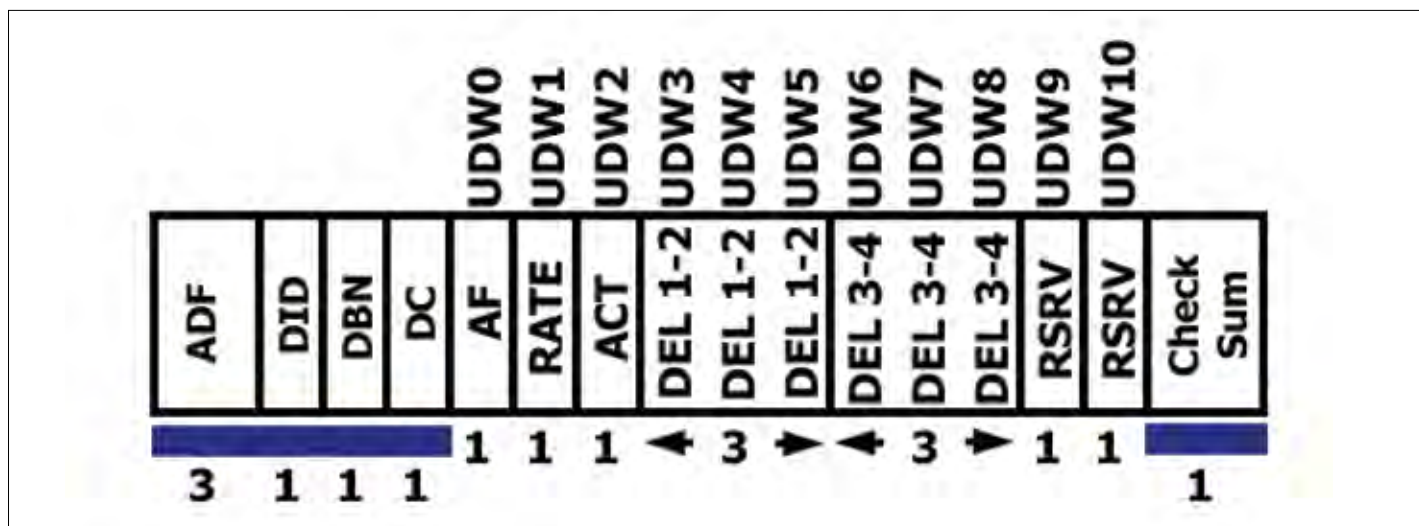 UDW0 UDW1 UDW2 UDW3 UDW4 UDW5 UDW6 UDW7 UDW8 UDW9 UDW10
ADF DID DBN DC AF RATE ACT DEL 1-2 DEL 1-2 DEL 1-2 DEL 3-4 DEL 3-4 DEL 3-4 RSRV RSRV Check Sum
1 1 1 3 3 1 1
3 1 1 1 1